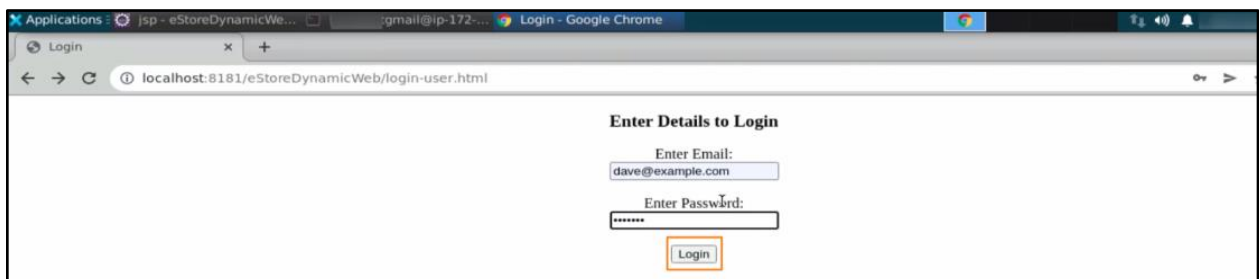 Applications : jsp - eStoreDynamicWe... :gmail@ip-172-... Login - Google Chrome
Login × +
localhost:8181/eStoreDynamicWeb/login-user.html
Enter Details to Login
Enter Email:
dave@example.com
Enter Password:
•••••••
Login